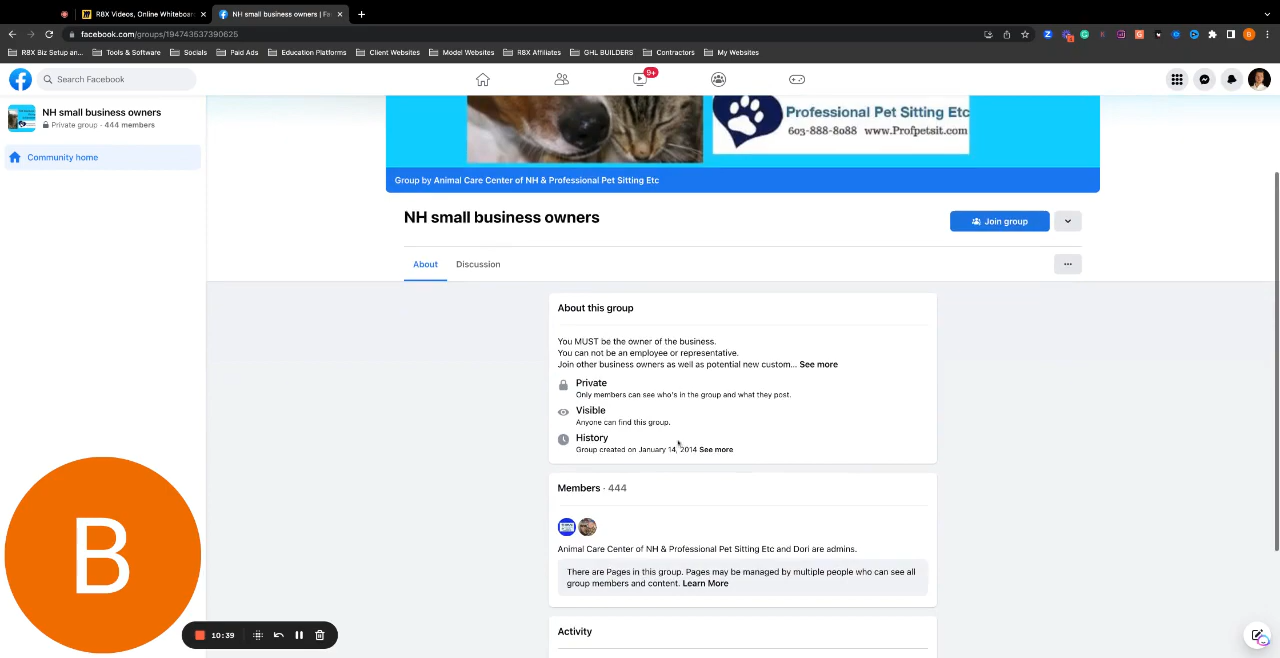 R8X Videos, Online Whiteboar
NH small business owners | Fa
facebook.com/groups/194743537390625
R8X Biz Setup an...
Tools & Software
Socials
Paid Ads
Education Platforms
Client Websites
Model Websites
R8X Affiliates
GHL BUILDERS
Contractors
My Websites
Search Facebook
9+
NH small business owners
Private group · 444 members
Community home
Professional Pet Sitting Etc
603-888-8088 www.Profpetsit.com
Group by Animal Care Center of NH & Professional Pet Sitting Etc
NH small business owners
Join group
About
Discussion
About this group
You MUST be the owner of the business.
You can not be an employee or representative.
Join other business owners as well as potential new custom... See more
Private
Only members can see who's in the group and what they post.
Visible
Anyone can find this group.
History
Group created on January 14, 2014 See more
Members · 444
Animal Care Center of NH & Professional Pet Sitting Etc and Dori are admins.
There are Pages in this group. Pages may be managed by multiple people who can see all
group members and content. Learn More
Activity
B
10:39